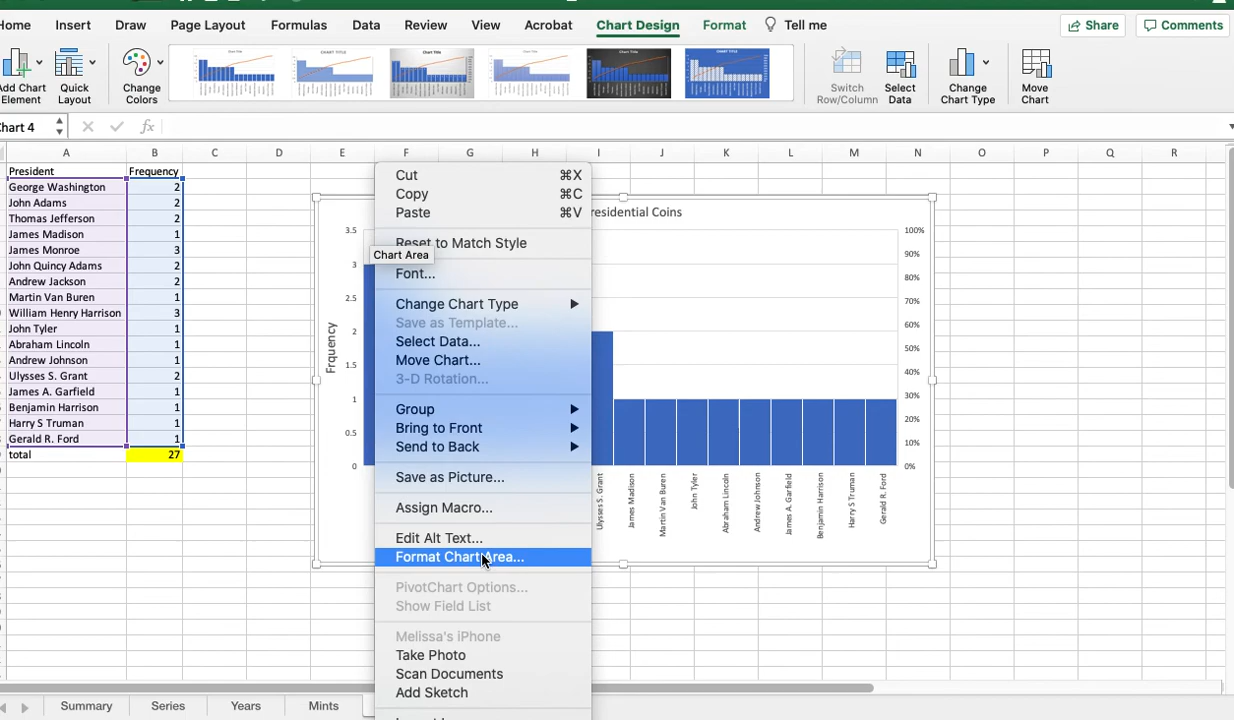 Home Insert Draw Page Layout Formulas Data Review View Acrobat Chart Design Format Tell me Share Comments
Add Chart Element Quick Layout Change Colors Switch Row/Column Select Data Change Chart Type Move Chart
Chart 4 fx
A B C D E F G H I J K L M N O P Q R
President Frequency
George Washington 2
John Adams 2
Thomas Jefferson 2
James Madison 1
James Monroe 3
John Quincy Adams 2
Andrew Jackson 2
Martin Van Buren 1
William Henry Harrison 3
John Tyler 1
Abraham Lincoln 1
Andrew Johnson 1
Ulysses S. Grant 2
James A. Garfield 1
Benjamin Harrison 1
Harry S Truman 1
Gerald R. Ford 1
total 27
Cut ⌘X
Copy ⌘C
Paste ⌘V
Reset to Match Style
Chart Area
Font...
Change Chart Type
Save as Template...
Select Data...
Move Chart...
3-D Rotation...
Group
Bring to Front
Send to Back
Save as Picture...
Assign Macro...
Edit Alt Text...
Format Chart Area...
PivotChart Options...
Show Field List
Melissa's iPhone
Take Photo
Scan Documents
Add Sketch
residential Coins
Frquency
3.5
3
2.5
2
1.5
1
0.5
0
100%
90%
80%
70%
60%
50%
40%
30%
20%
10%
0%
Ulysses S. Grant
James Madison
Martin Van Buren
John Tyler
Abraham Lincoln
Andrew Johnson
James A. Garfield
Benjamin Harrison
Harry S Truman
Gerald R. Ford
Summary Series Years Mints